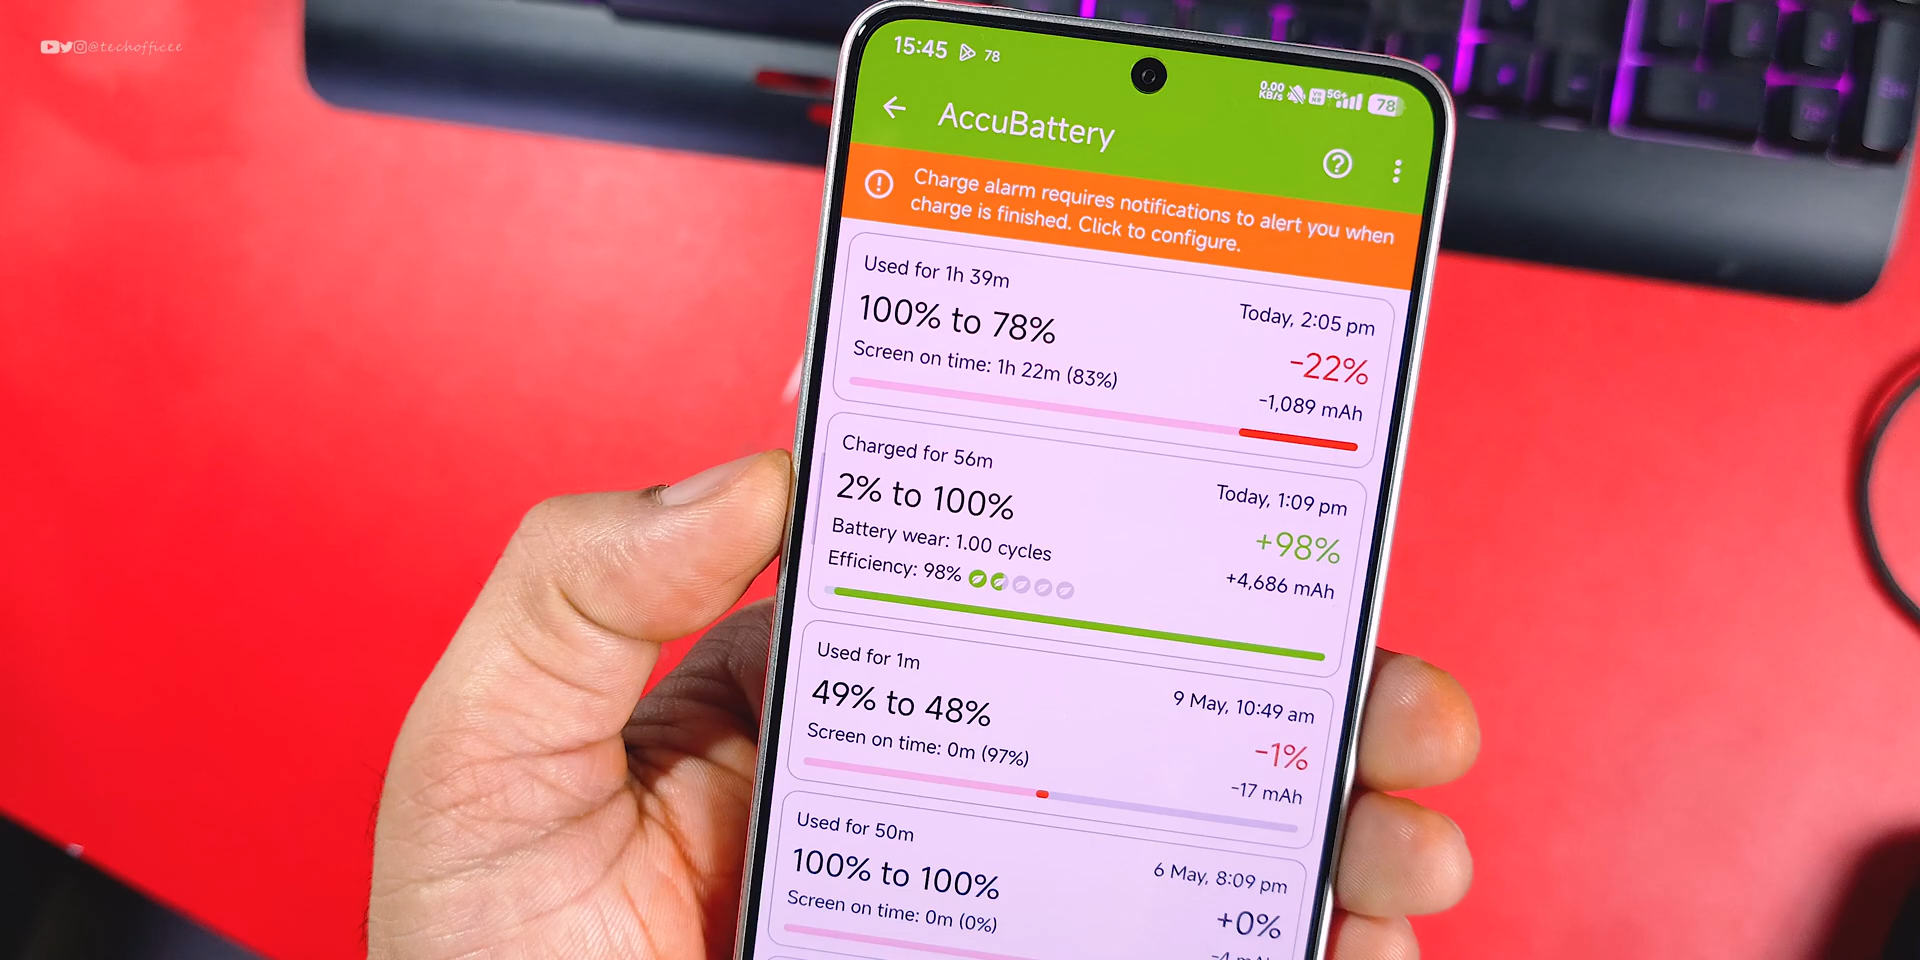 @techofficee
15:45 78
0.00
KB/s
Vo
NR
5G+
78
AccuBattery
Charge alarm requires notifications to alert you when
charge is finished. Click to configure.
Used for 1h 39m
Today, 2:05 pm
100% to 78%
-22%
Screen on time: 1h 22m (83%)
-1,089 mAh
Charged for 56m
Today, 1:09 pm
2% to 100%
+98%
Battery wear: 1.00 cycles
+4,686 mAh
Efficiency: 98%
Used for 1m
9 May, 10:49 am
49% to 48%
-1%
Screen on time: 0m (97%)
-17 mAh
Used for 50m
6 May, 8:09 pm
100% to 100%
+0%
Screen on time: 0m (0%)